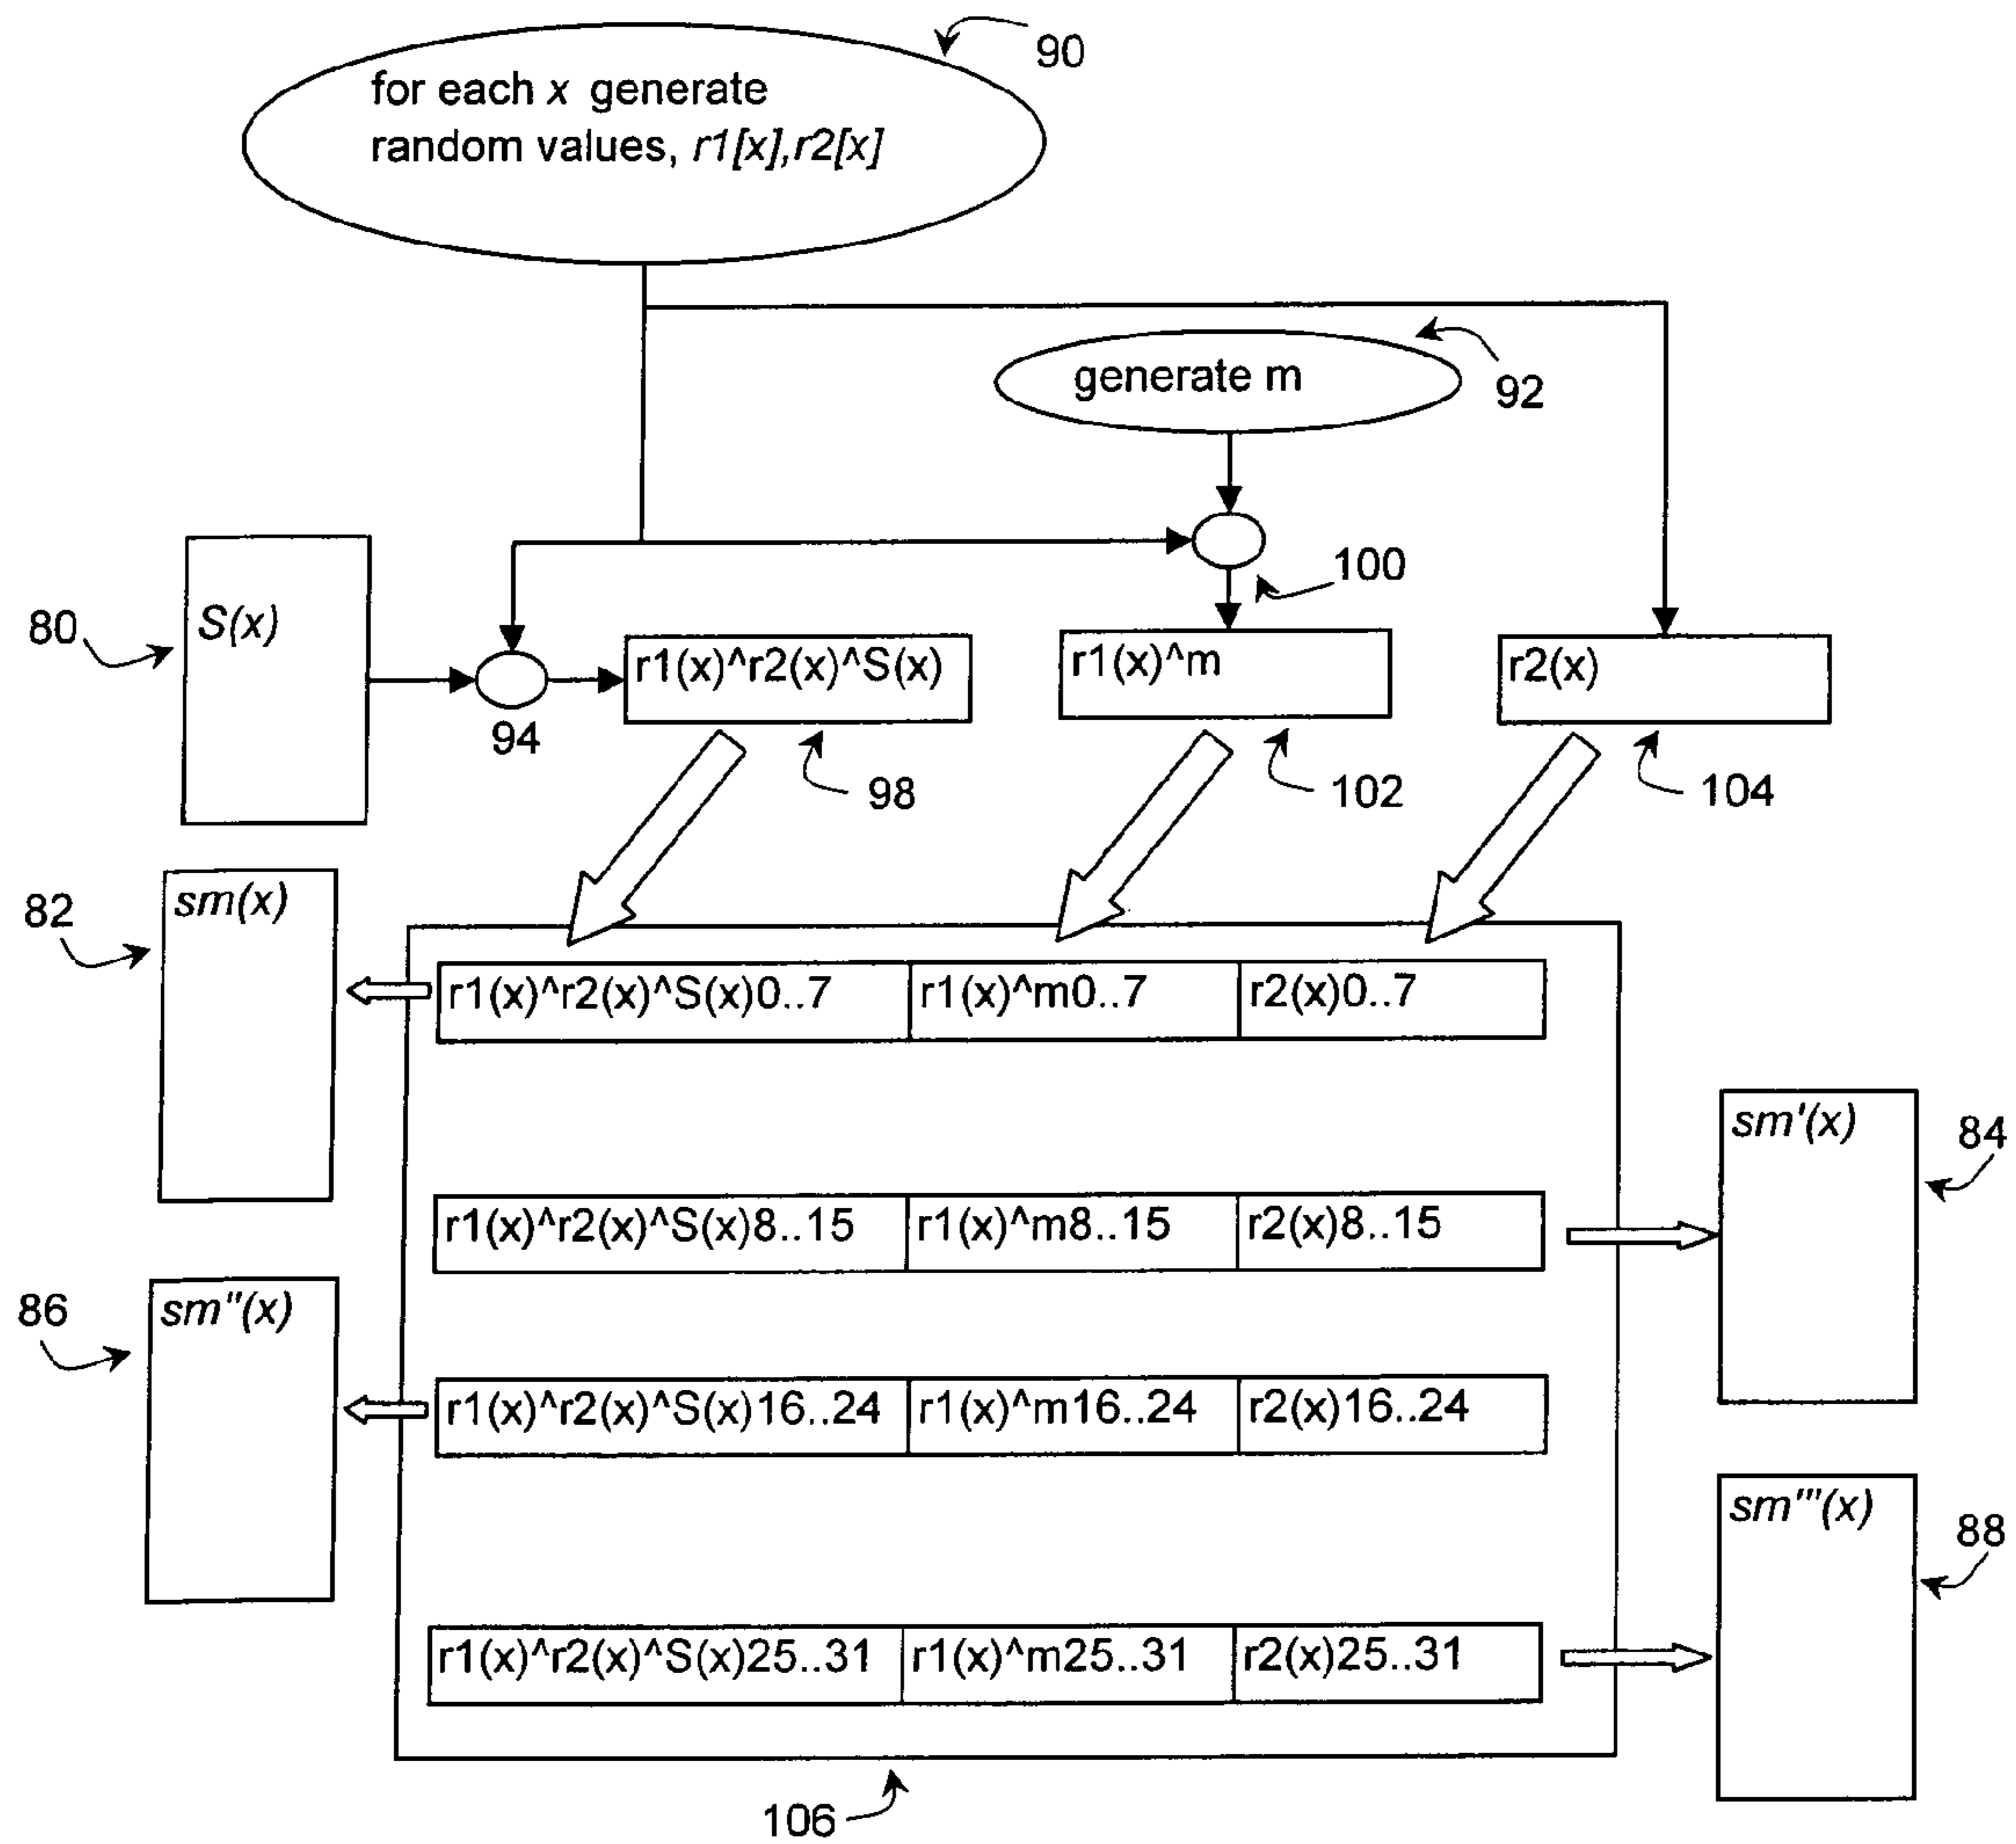 90
for each x generate
random values, r1[x],r2[x]
92
generate m
100
80
S(x)
94
r1(x)^r2(x)^S(x)
r1(x)^m
r2(x)
98
102
104
82
sm(x)
r1(x)^r2(x)^S(x)0..7 r1(x)^m0..7 r2(x)0..7
sm'(x)
84
r1(x)^r2(x)^S(x)8..15 r1(x)^m8..15 r2(x)8..15
86
sm"(x)
r1(x)^r2(x)^S(x)16..24 r1(x)^m16..24 r2(x)16..24
sm'"(x)
88
r1(x)^r2(x)^S(x)25..31 r1(x)^m25..31 r2(x)25..31
106